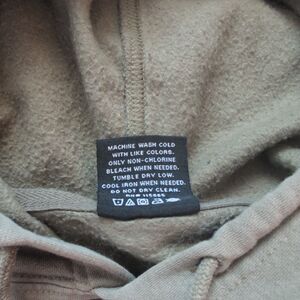 MACHINE WASH COLD
WITH LIKE COLORS.
ONLY NON-CHLORINE
BLEACH WHEN NEEDED.
TUMBLE DRY LOW.
COOL IRON WHEN NEEDED.
DO NOT DRY CLEAN.